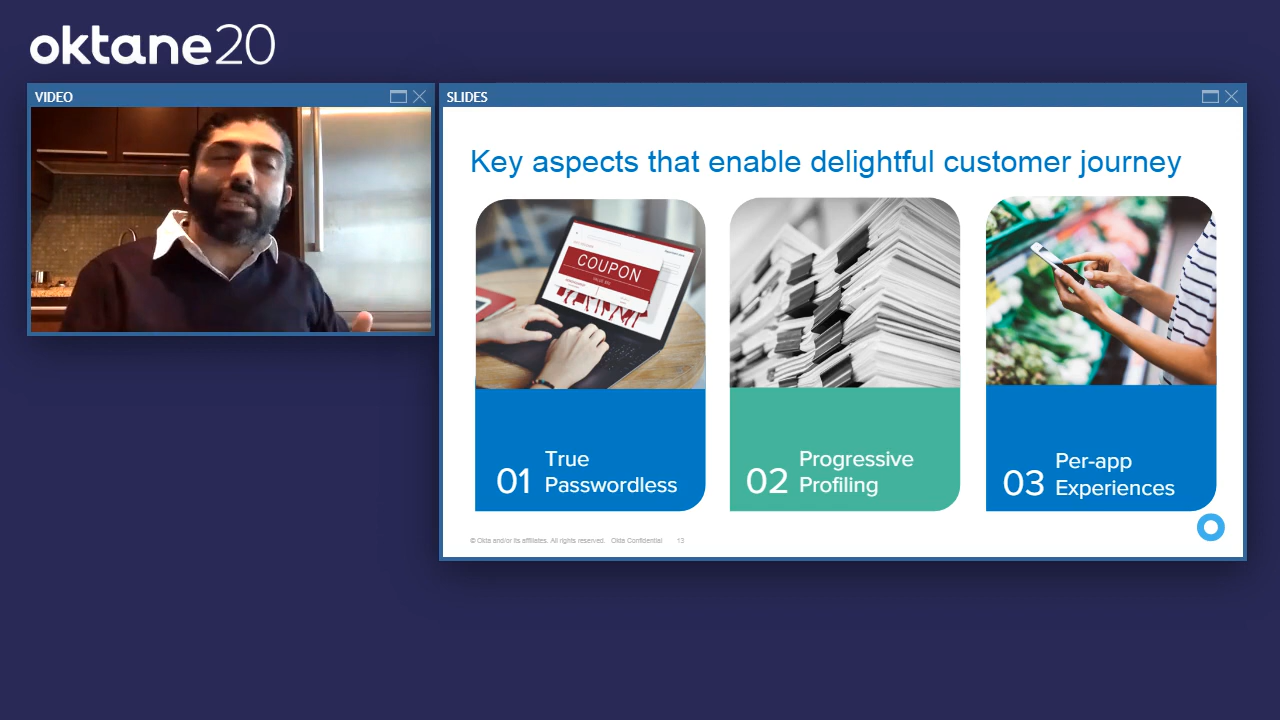 oktane20
VIDEO
SLIDES
Key aspects that enable delightful customer journey
COUPON
01 True
Passwordless
02 Progressive
Profiling
03 Per-app
Experiences
© Okta and/or its affiliates. All rights reserved. Okta Confidential 13